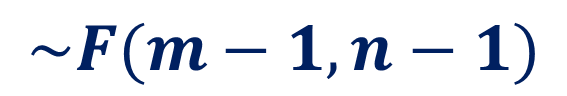 ~F(m − 1, n − 1)